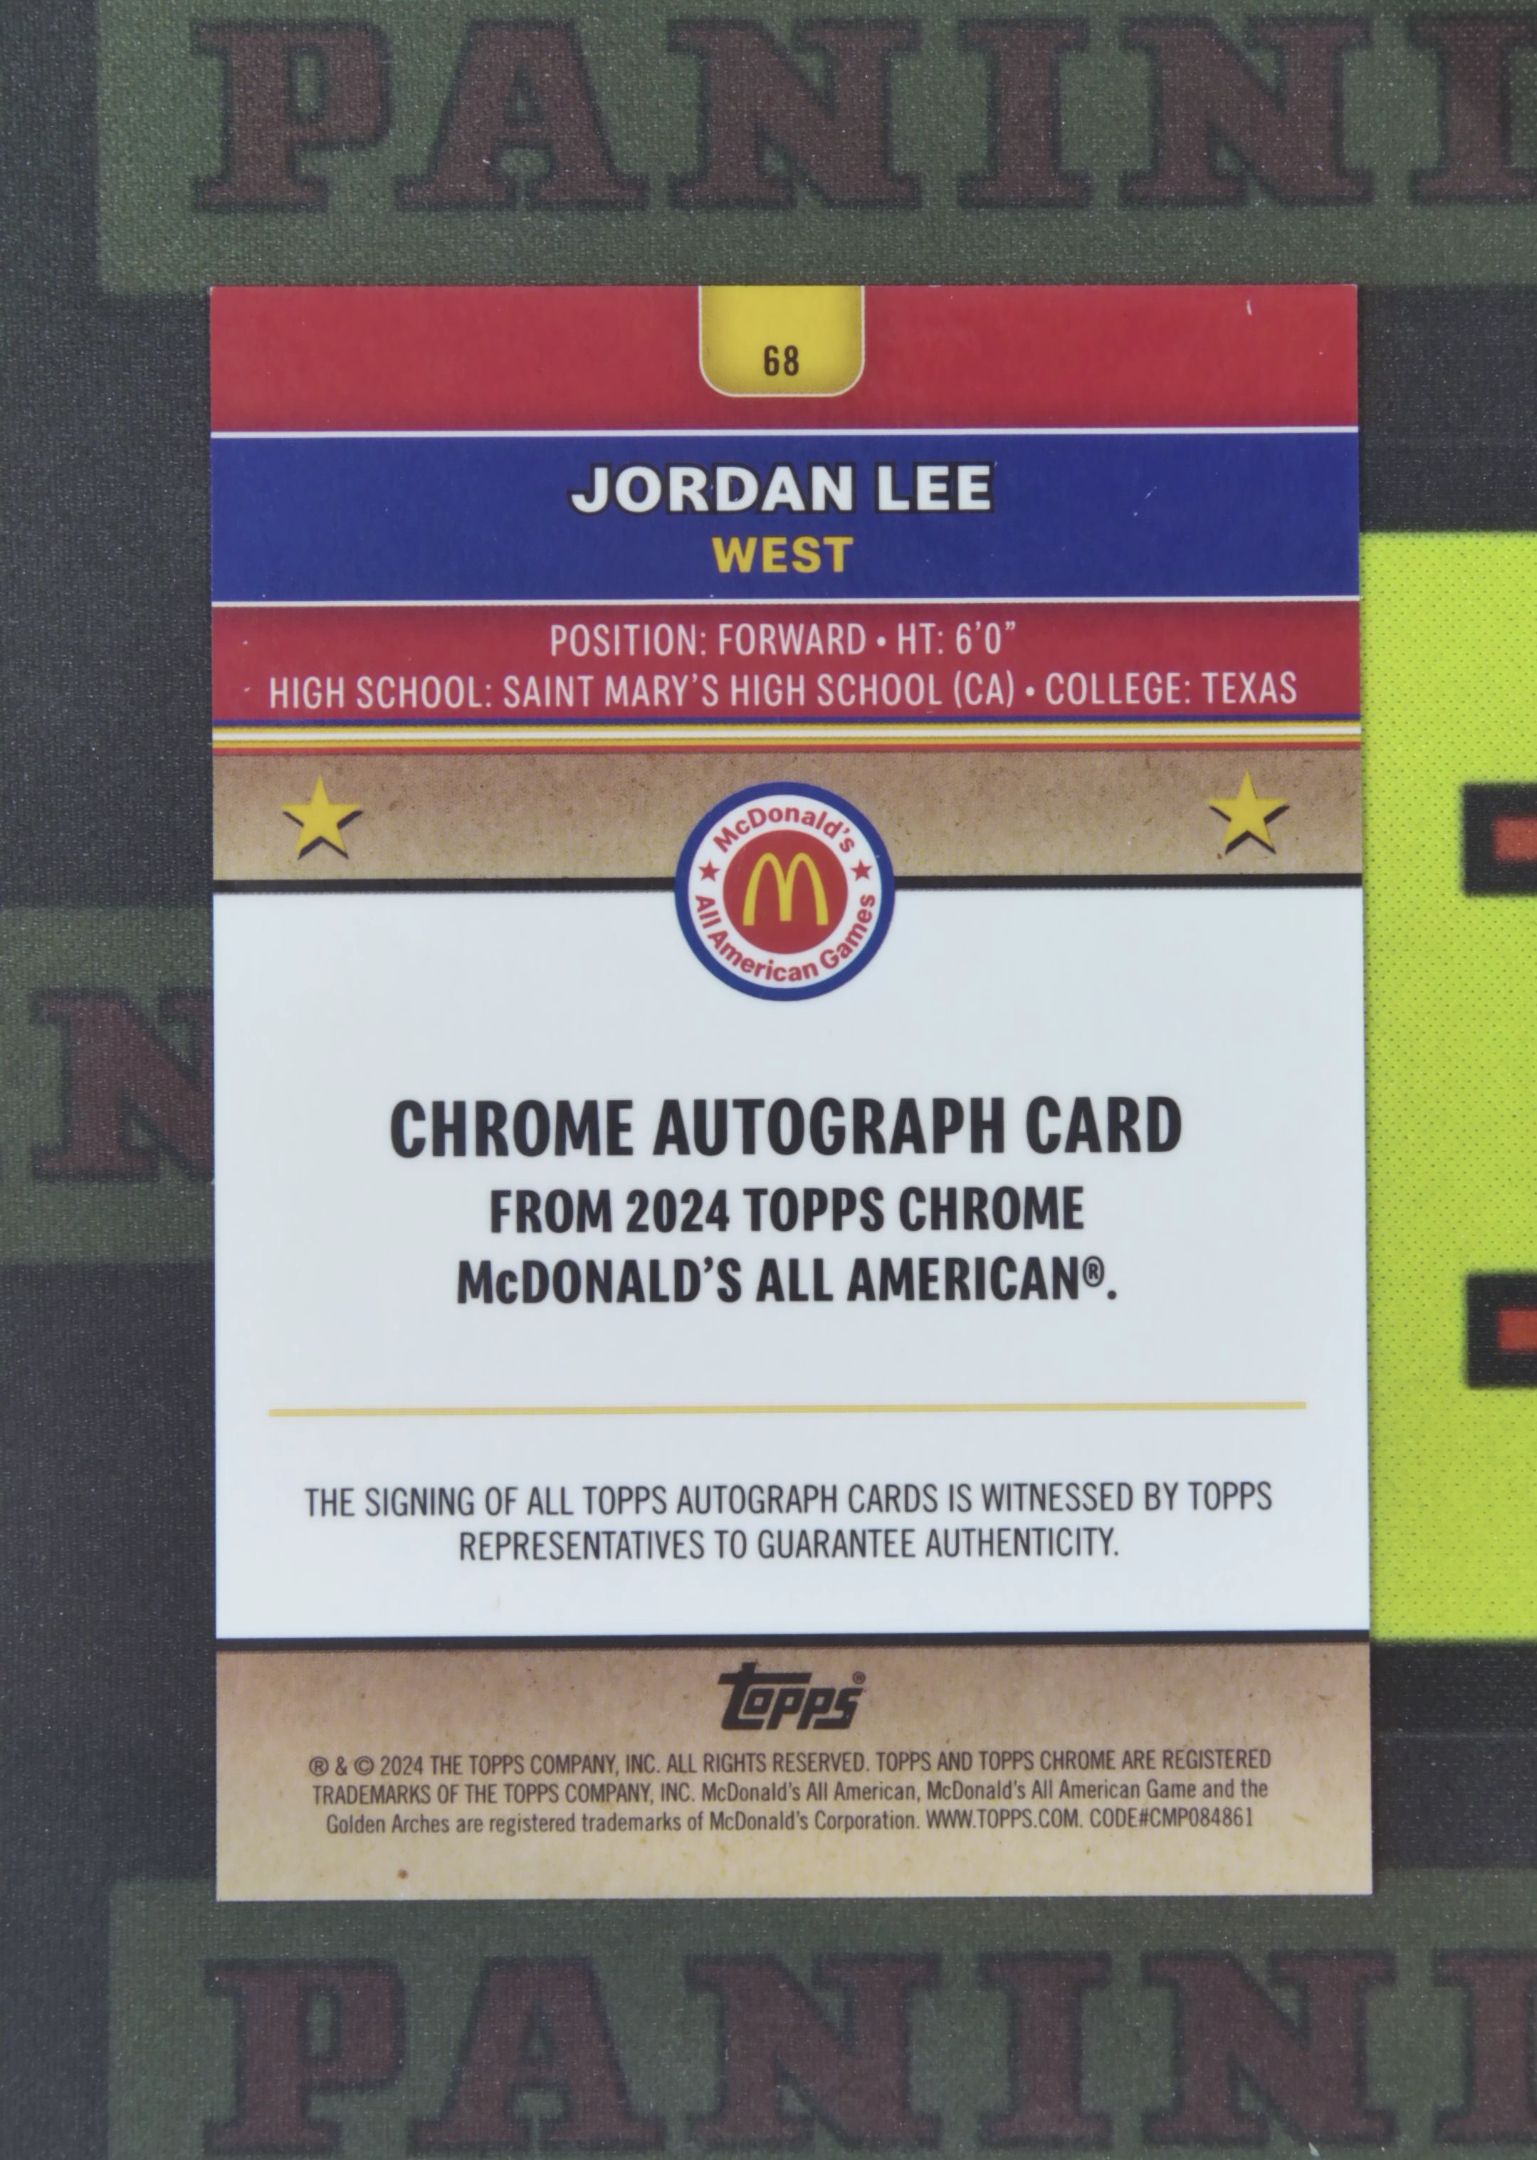 PANINI
68
JORDAN LEE
WEST
POSITION: FORWARD • HT: 6'0"
HIGH SCHOOL: SAINT MARY'S HIGH SCHOOL (CA) • COLLEGE: TEXAS
McDonald's
All American Games
CHROME AUTOGRAPH CARD
FROM 2024 TOPPS CHROME
McDONALD'S ALL AMERICAN®.
THE SIGNING OF ALL TOPPS AUTOGRAPH CARDS IS WITNESSED BY TOPPS
REPRESENTATIVES TO GUARANTEE AUTHENTICITY.
Topps®
® & © 2024 THE TOPPS COMPANY, INC. ALL RIGHTS RESERVED. TOPPS AND TOPPS CHROME ARE REGISTERED
TRADEMARKS OF THE TOPPS COMPANY, INC. McDonald's All American, McDonald's All American Game and the
Golden Arches are registered trademarks of McDonald's Corporation. WWW.TOPPS.COM. CODE#CMP084861
PANINI